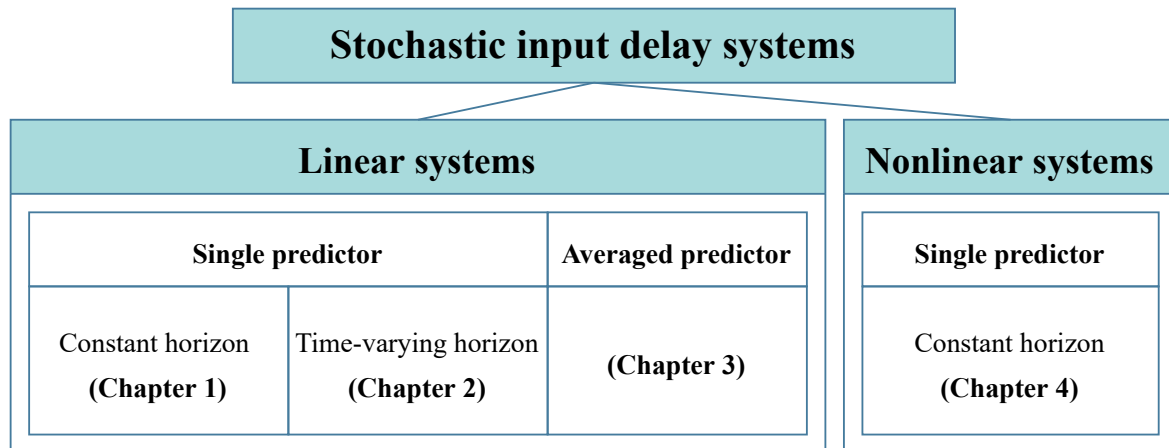 Stochastic input delay systems
Linear systems
Nonlinear systems
Single predictor
Averaged predictor
Single predictor
Constant horizon
(Chapter 1)
Time-varying horizon
(Chapter 2)
(Chapter 3)
Constant horizon
(Chapter 4)